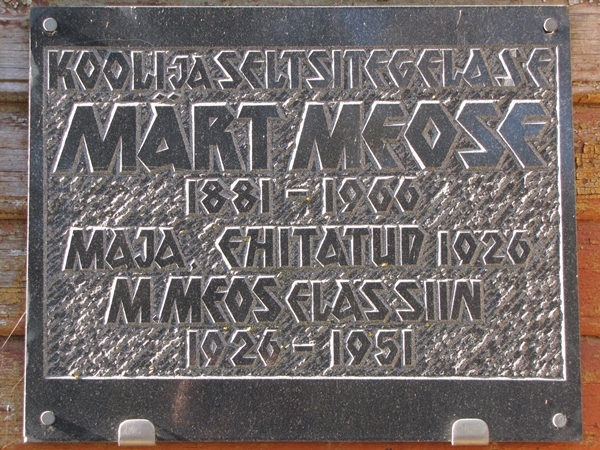 KOOLI JA SELTSITEGELASE
MÄRT MEOSE
1881 - 1966
MAJA, EHITATUD 1926
M. MEOS ELAS SIIN
1926 - 1951